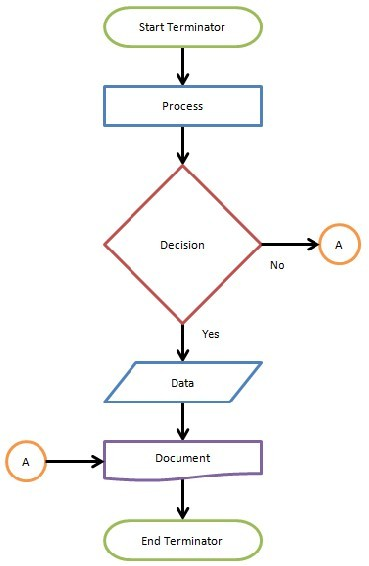 Start Terminator
Process
Decision
A
No
Yes
Data
A
Document
End Terminator